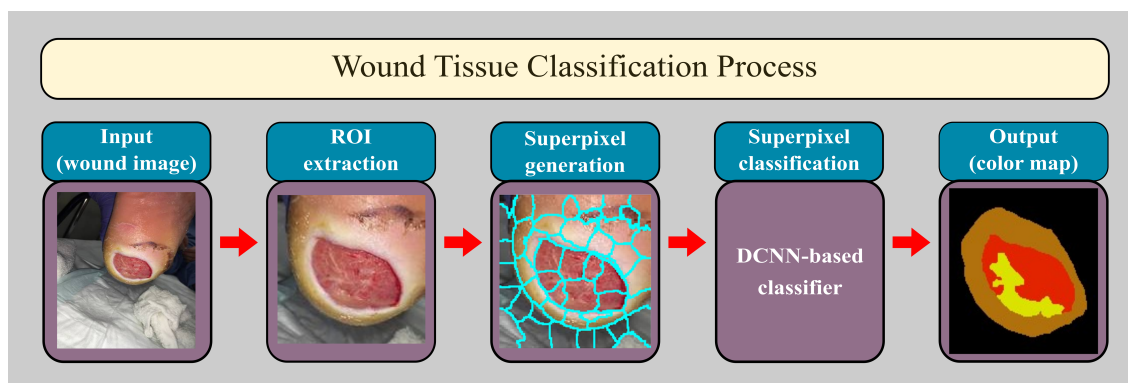 Wound Tissue Classification Process
Input
(wound image)
ROI
extraction
Superpixel
generation
Superpixel
classification
Output
(color map)
DCNN-based
classifier